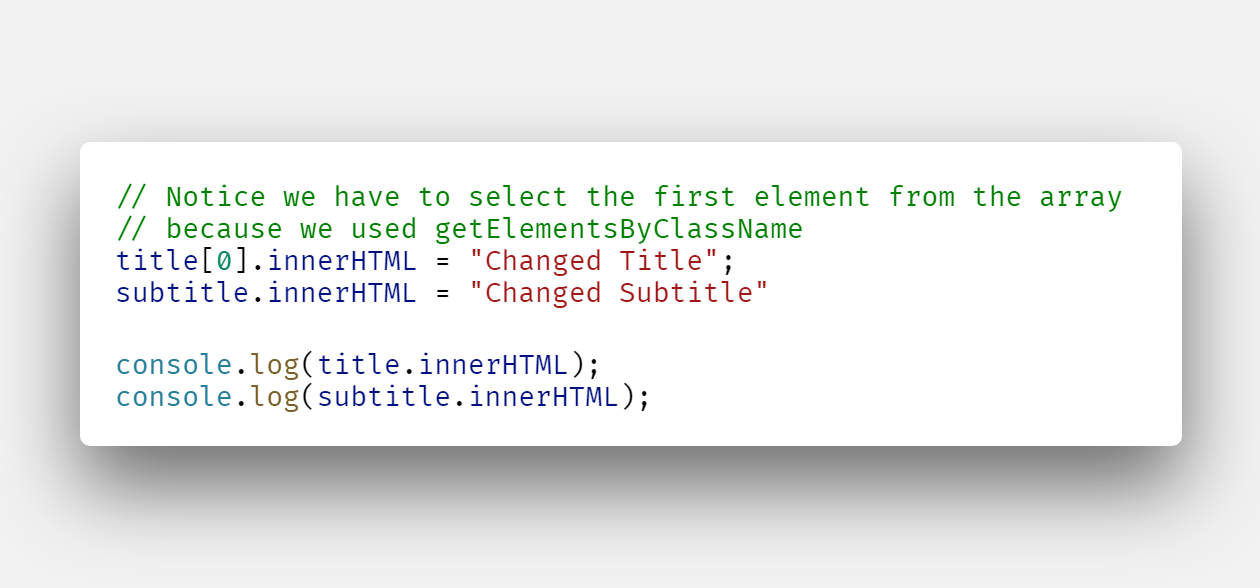 // Notice we have to select the first element from the array
// because we used getElementsByClassName
title[0].innerHTML = "Changed Title";
subtitle.innerHTML = "Changed Subtitle"
console.log(title.innerHTML);
console.log(subtitle.innerHTML);